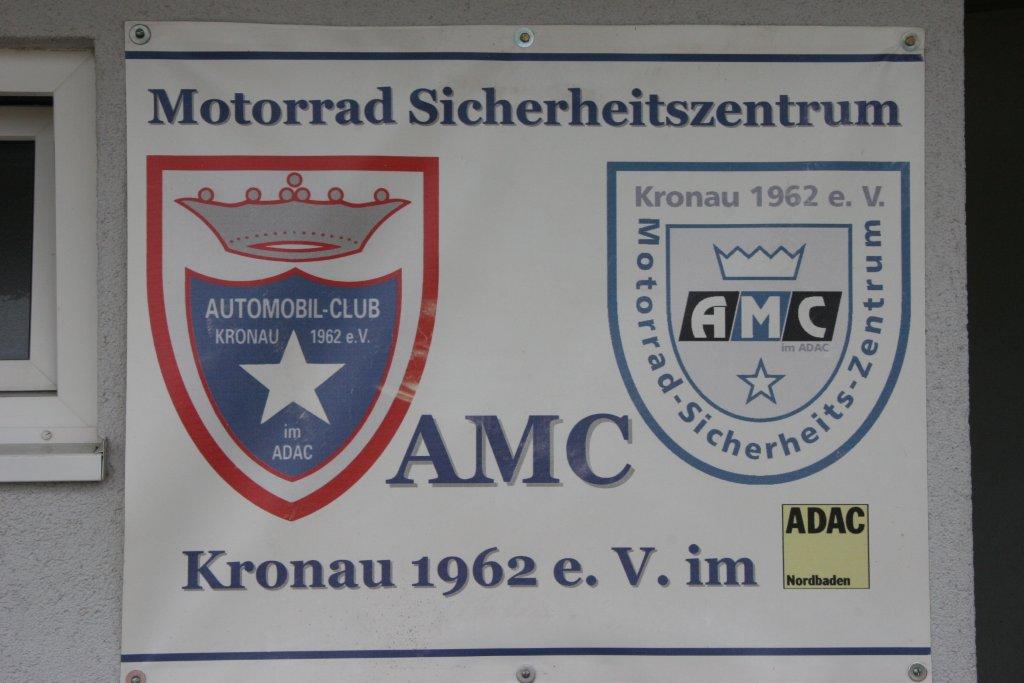 Motorrad Sicherheitszentrum
AUTOMOBIL-CLUB
KRONAU 1962 e.V.
im
ADAC
Kronau 1962 e. V.
Motorrad-Sicherheits-Zentrum
AMC
im ADAC
AMC
Kronau 1962 e. V. im
ADAC
Nordbaden